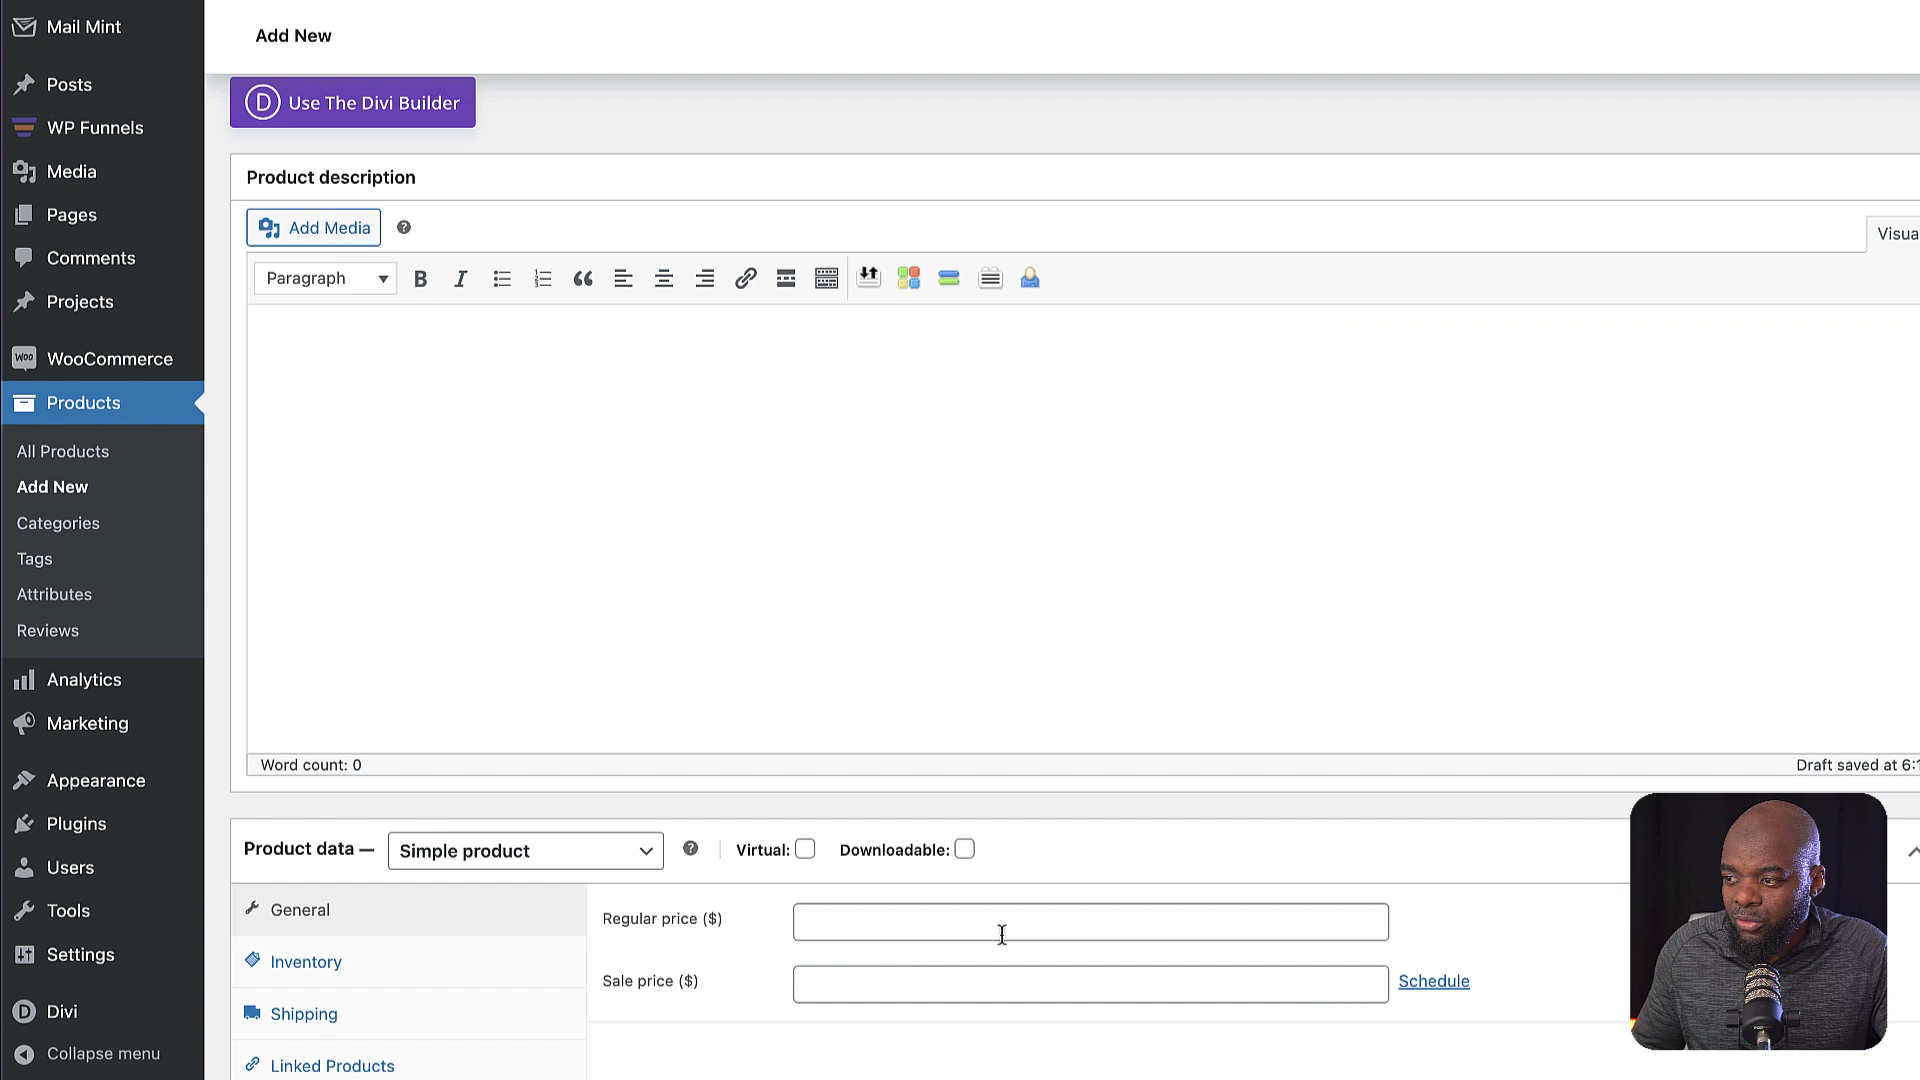 Mail Mint
Add New
Posts
Use The Divi Builder
WP Funnels
Media
Product description
Pages
Add Media
Visua
Comments
Paragraph
Projects
WooCommerce
Products
All Products
Add New
Categories
Tags
Attributes
Reviews
Analytics
Marketing
Word count: 0
Draft saved at 6:1
Appearance
Plugins
Product data —
Simple product
Virtual:
Downloadable:
Users
Tools
General
Regular price ($)
Settings
Inventory
Sale price ($)
Schedule
Divi
Shipping
Collapse menu
Linked Products